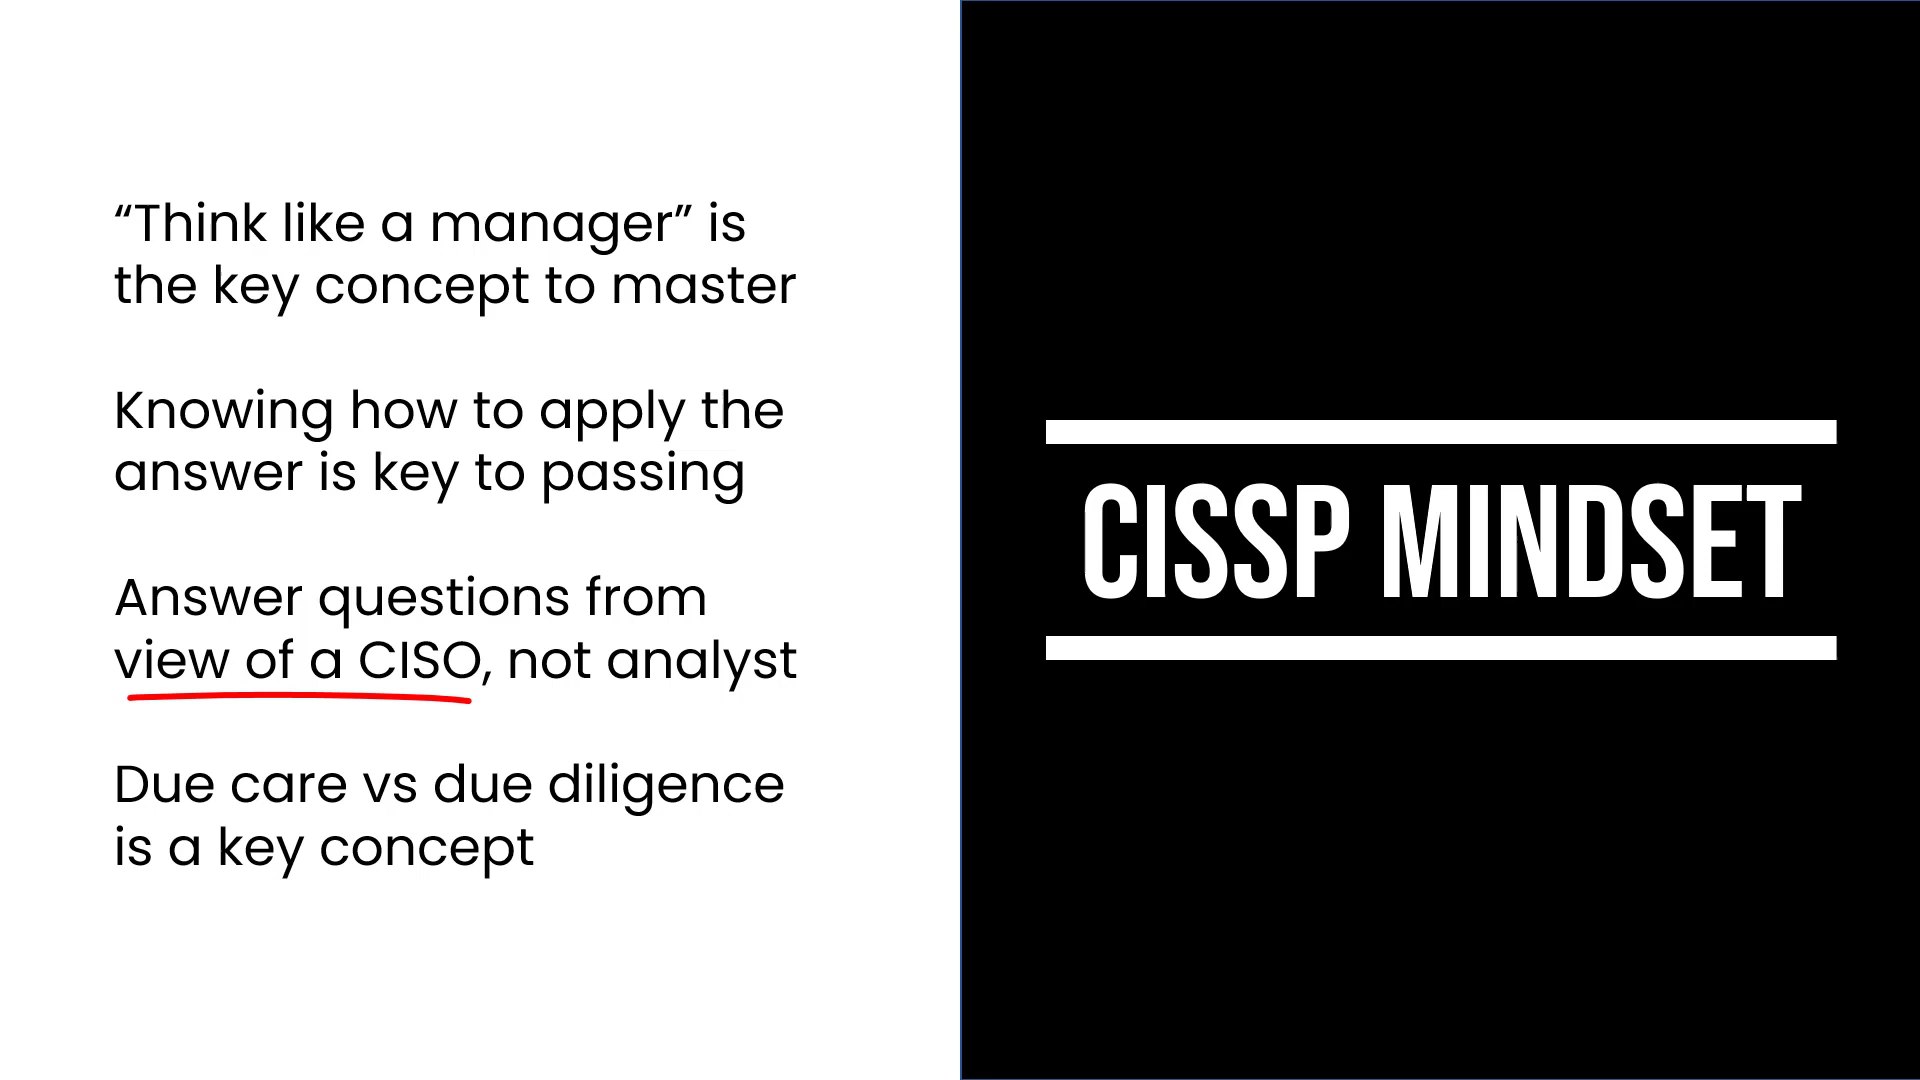 “Think like a manager” is
the key concept to master
Knowing how to apply the
answer is key to passing
Answer questions from
view of a CISO, not analyst
Due care vs due diligence
is a key concept
CISSP MINDSET